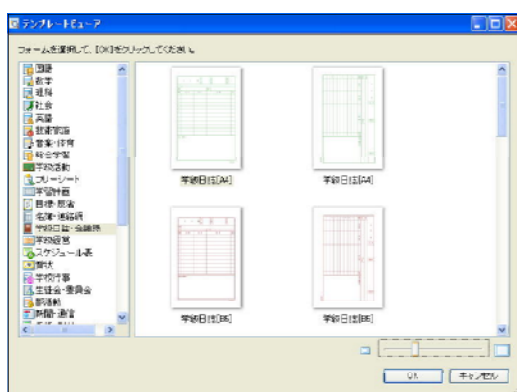 テンプレートビューア
フォームを選択して、[OK]をクリックしてください。
国語
数学
理科
社会
英語
技術家庭
音楽・体育
総合学習
学級活動
フリーシート
学習計画
目標・反省
名簿・連絡網
学級日誌・会議録
学級経営
スケジュール表
賞状
学校行事
生徒会・委員会
部活動
新聞・通信
学級日誌[A4]
学級日誌[A4]
学級日誌[B5]
学級日誌[B5]
OK
キャンセル